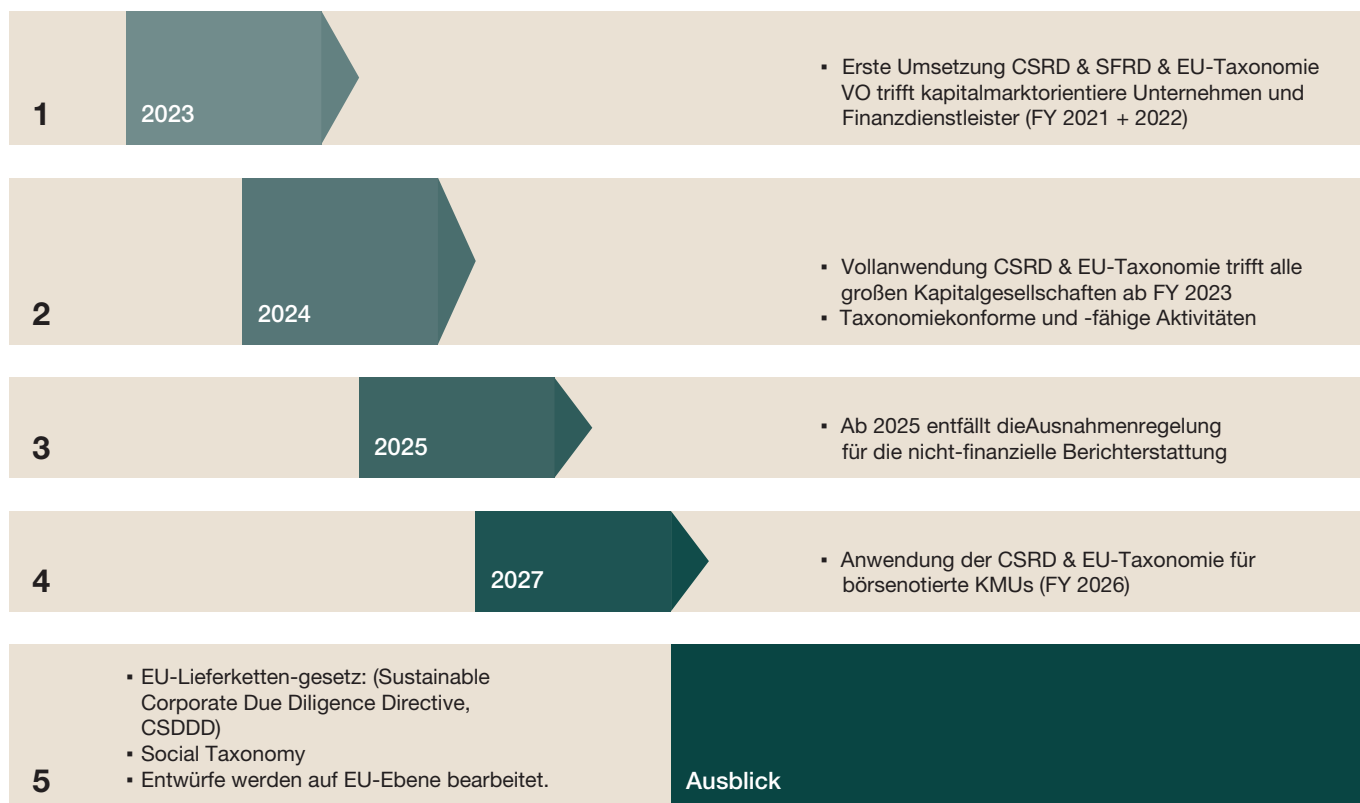 1
2023
▪ Erste Umsetzung CSRD & SFRD & EU-Taxonomie
VO trifft kapitalmarktorientiere Unternehmen und
Finanzdienstleister (FY 2021 + 2022)
2
2024
▪ Vollanwendung CSRD & EU-Taxonomie trifft alle
großen Kapitalgesellschaften ab FY 2023
▪ Taxonomiekonforme und -fähige Aktivitäten
3
2025
▪ Ab 2025 entfällt dieAusnahmenregelung
für die nicht-finanzielle Berichterstattung
4
2027
▪ Anwendung der CSRD & EU-Taxonomie für
börsenotierte KMUs (FY 2026)
5
▪ EU-Lieferketten-gesetz: (Sustainable
Corporate Due Diligence Directive,
CSDDD)
▪ Social Taxonomy
▪ Entwürfe werden auf EU-Ebene bearbeitet.
Ausblick